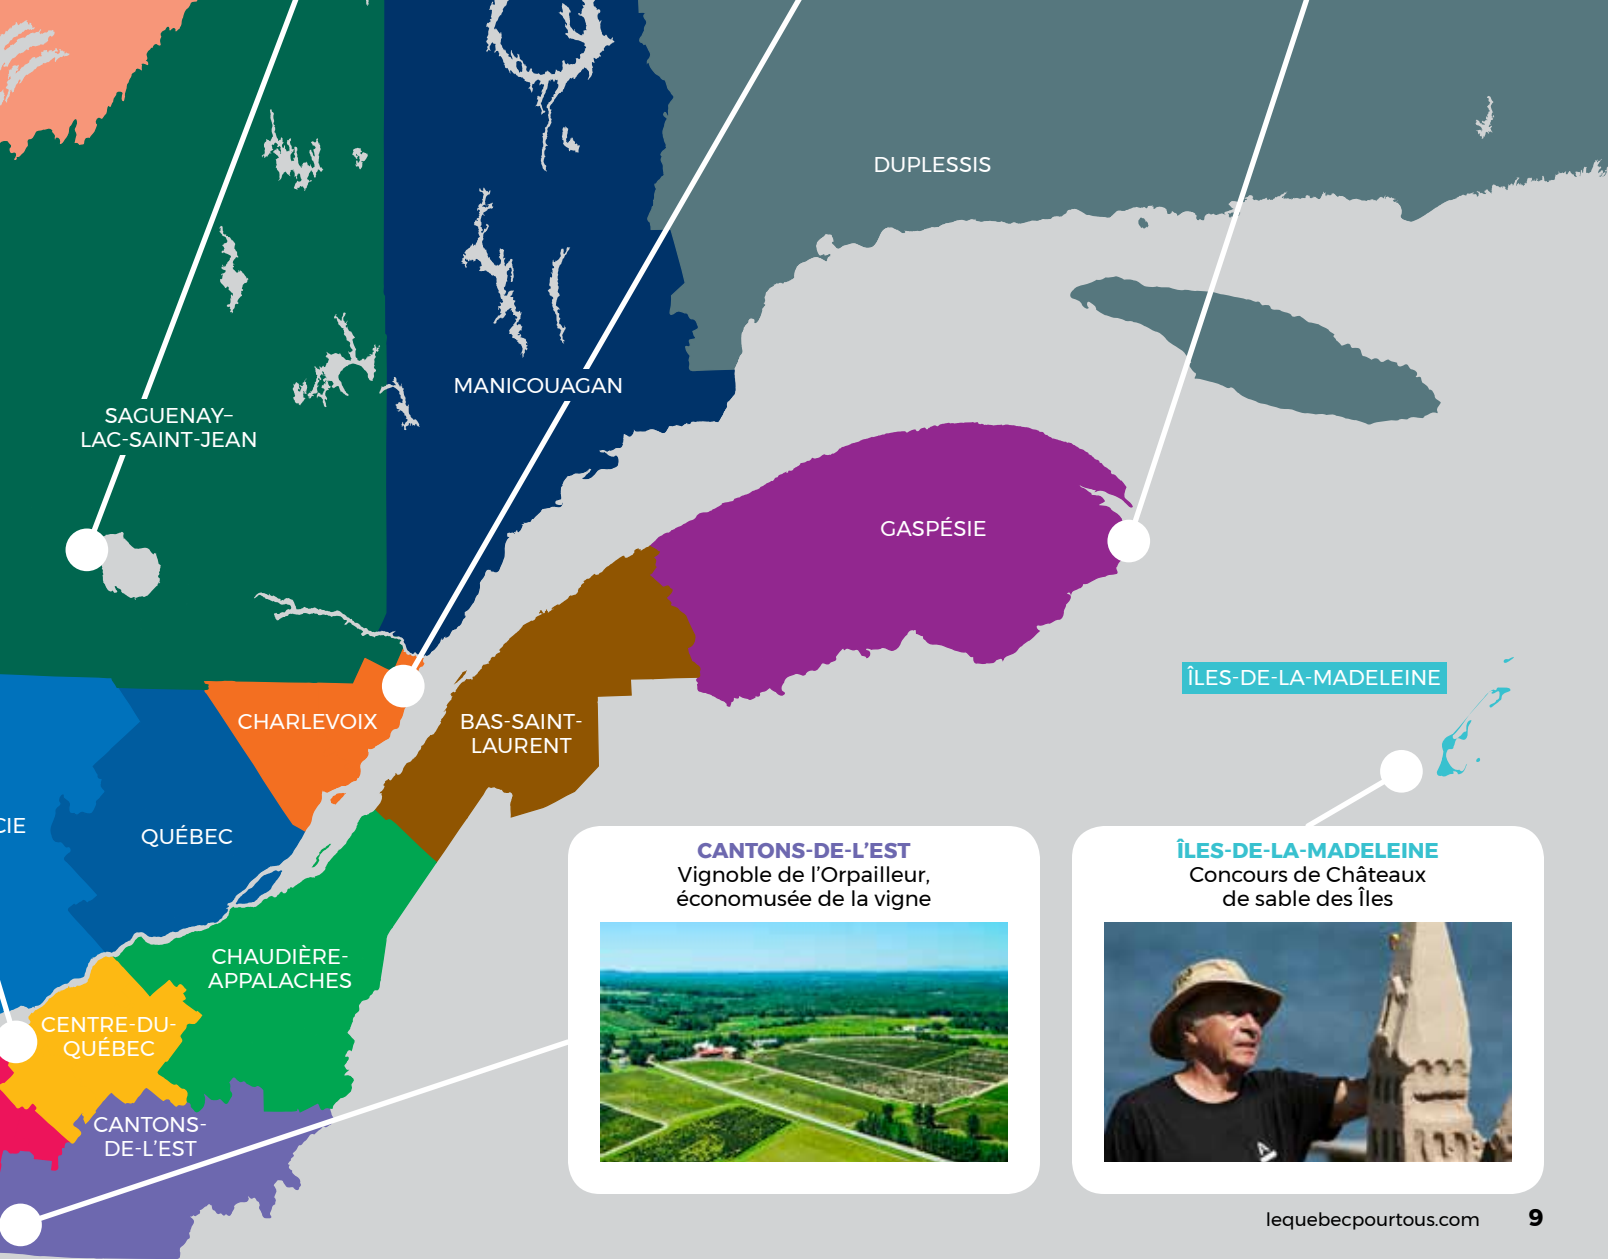 DUPLESSIS
MANICOUAGAN
SAGUENAY–
LAC-SAINT-JEAN
GASPÉSIE
ÎLES-DE-LA-MADELEINE
CHARLEVOIX
BAS-SAINT-
LAURENT
CIE
QUÉBEC
CHAUDIÈRE-
APPALACHES
CENTRE-DU-
QUÉBEC
CANTONS-
DE-L'EST
CANTONS-DE-L'EST
Vignoble de l'Orpailleur,
économusée de la vigne
ÎLES-DE-LA-MADELEINE
Concours de Châteaux
de sable des Îles
lequebecpourtous.com 9